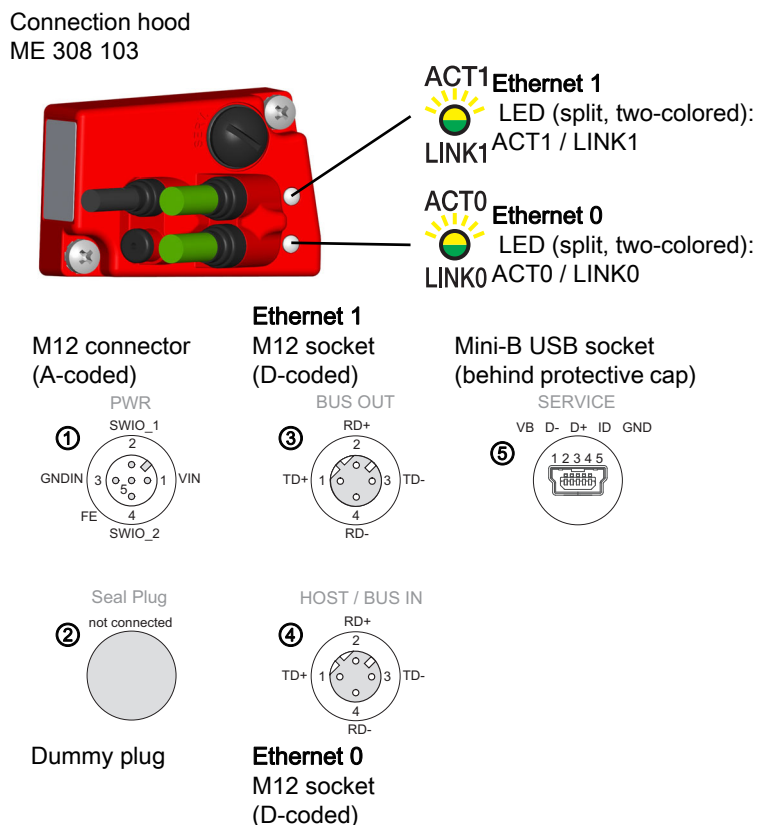 Connection hood
ME 308 103
ACT1
Ethernet 1
LED (split, two-colored):
LINK1
ACT1 / LINK1
ACT0
Ethernet 0
LED (split, two-colored):
LINK0
ACT0 / LINK0
Ethernet 1
M12 connector
(A-coded)
M12 socket
(D-coded)
Mini-B USB socket
(behind protective cap)
PWR
BUS OUT
SERVICE
1
SWIO_1
2
GNDIN 3 5 1 VIN
FE 4
SWIO_2
3
RD+
2
TD+ 1 3 TD-
4
RD-
VB D- D+ ID GND
5
1 2 3 4 5
Seal Plug
2
not connected
HOST / BUS IN
4
RD+
2
TD+ 1 3 TD-
4
RD-
Dummy plug
Ethernet 0
M12 socket
(D-coded)